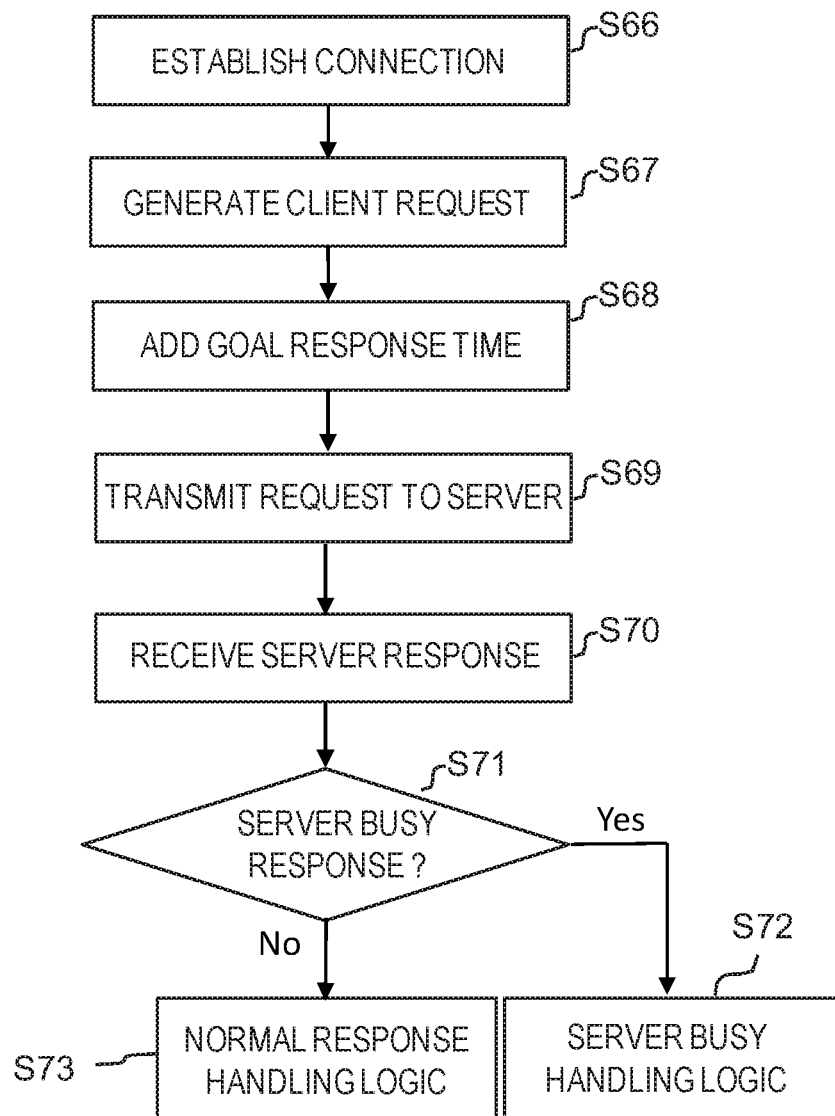 S66
ESTABLISH CONNECTION
S67
GENERATE CLIENT REQUEST
S68
ADD GOAL RESPONSE TIME
S69
TRANSMIT REQUEST TO SERVER
S70
RECEIVE SERVER RESPONSE
S71
SERVER BUSY
RESPONSE ?
Yes
No
S72
S73
NORMAL RESPONSE
HANDLING LOGIC
SERVER BUSY
HANDLING LOGIC